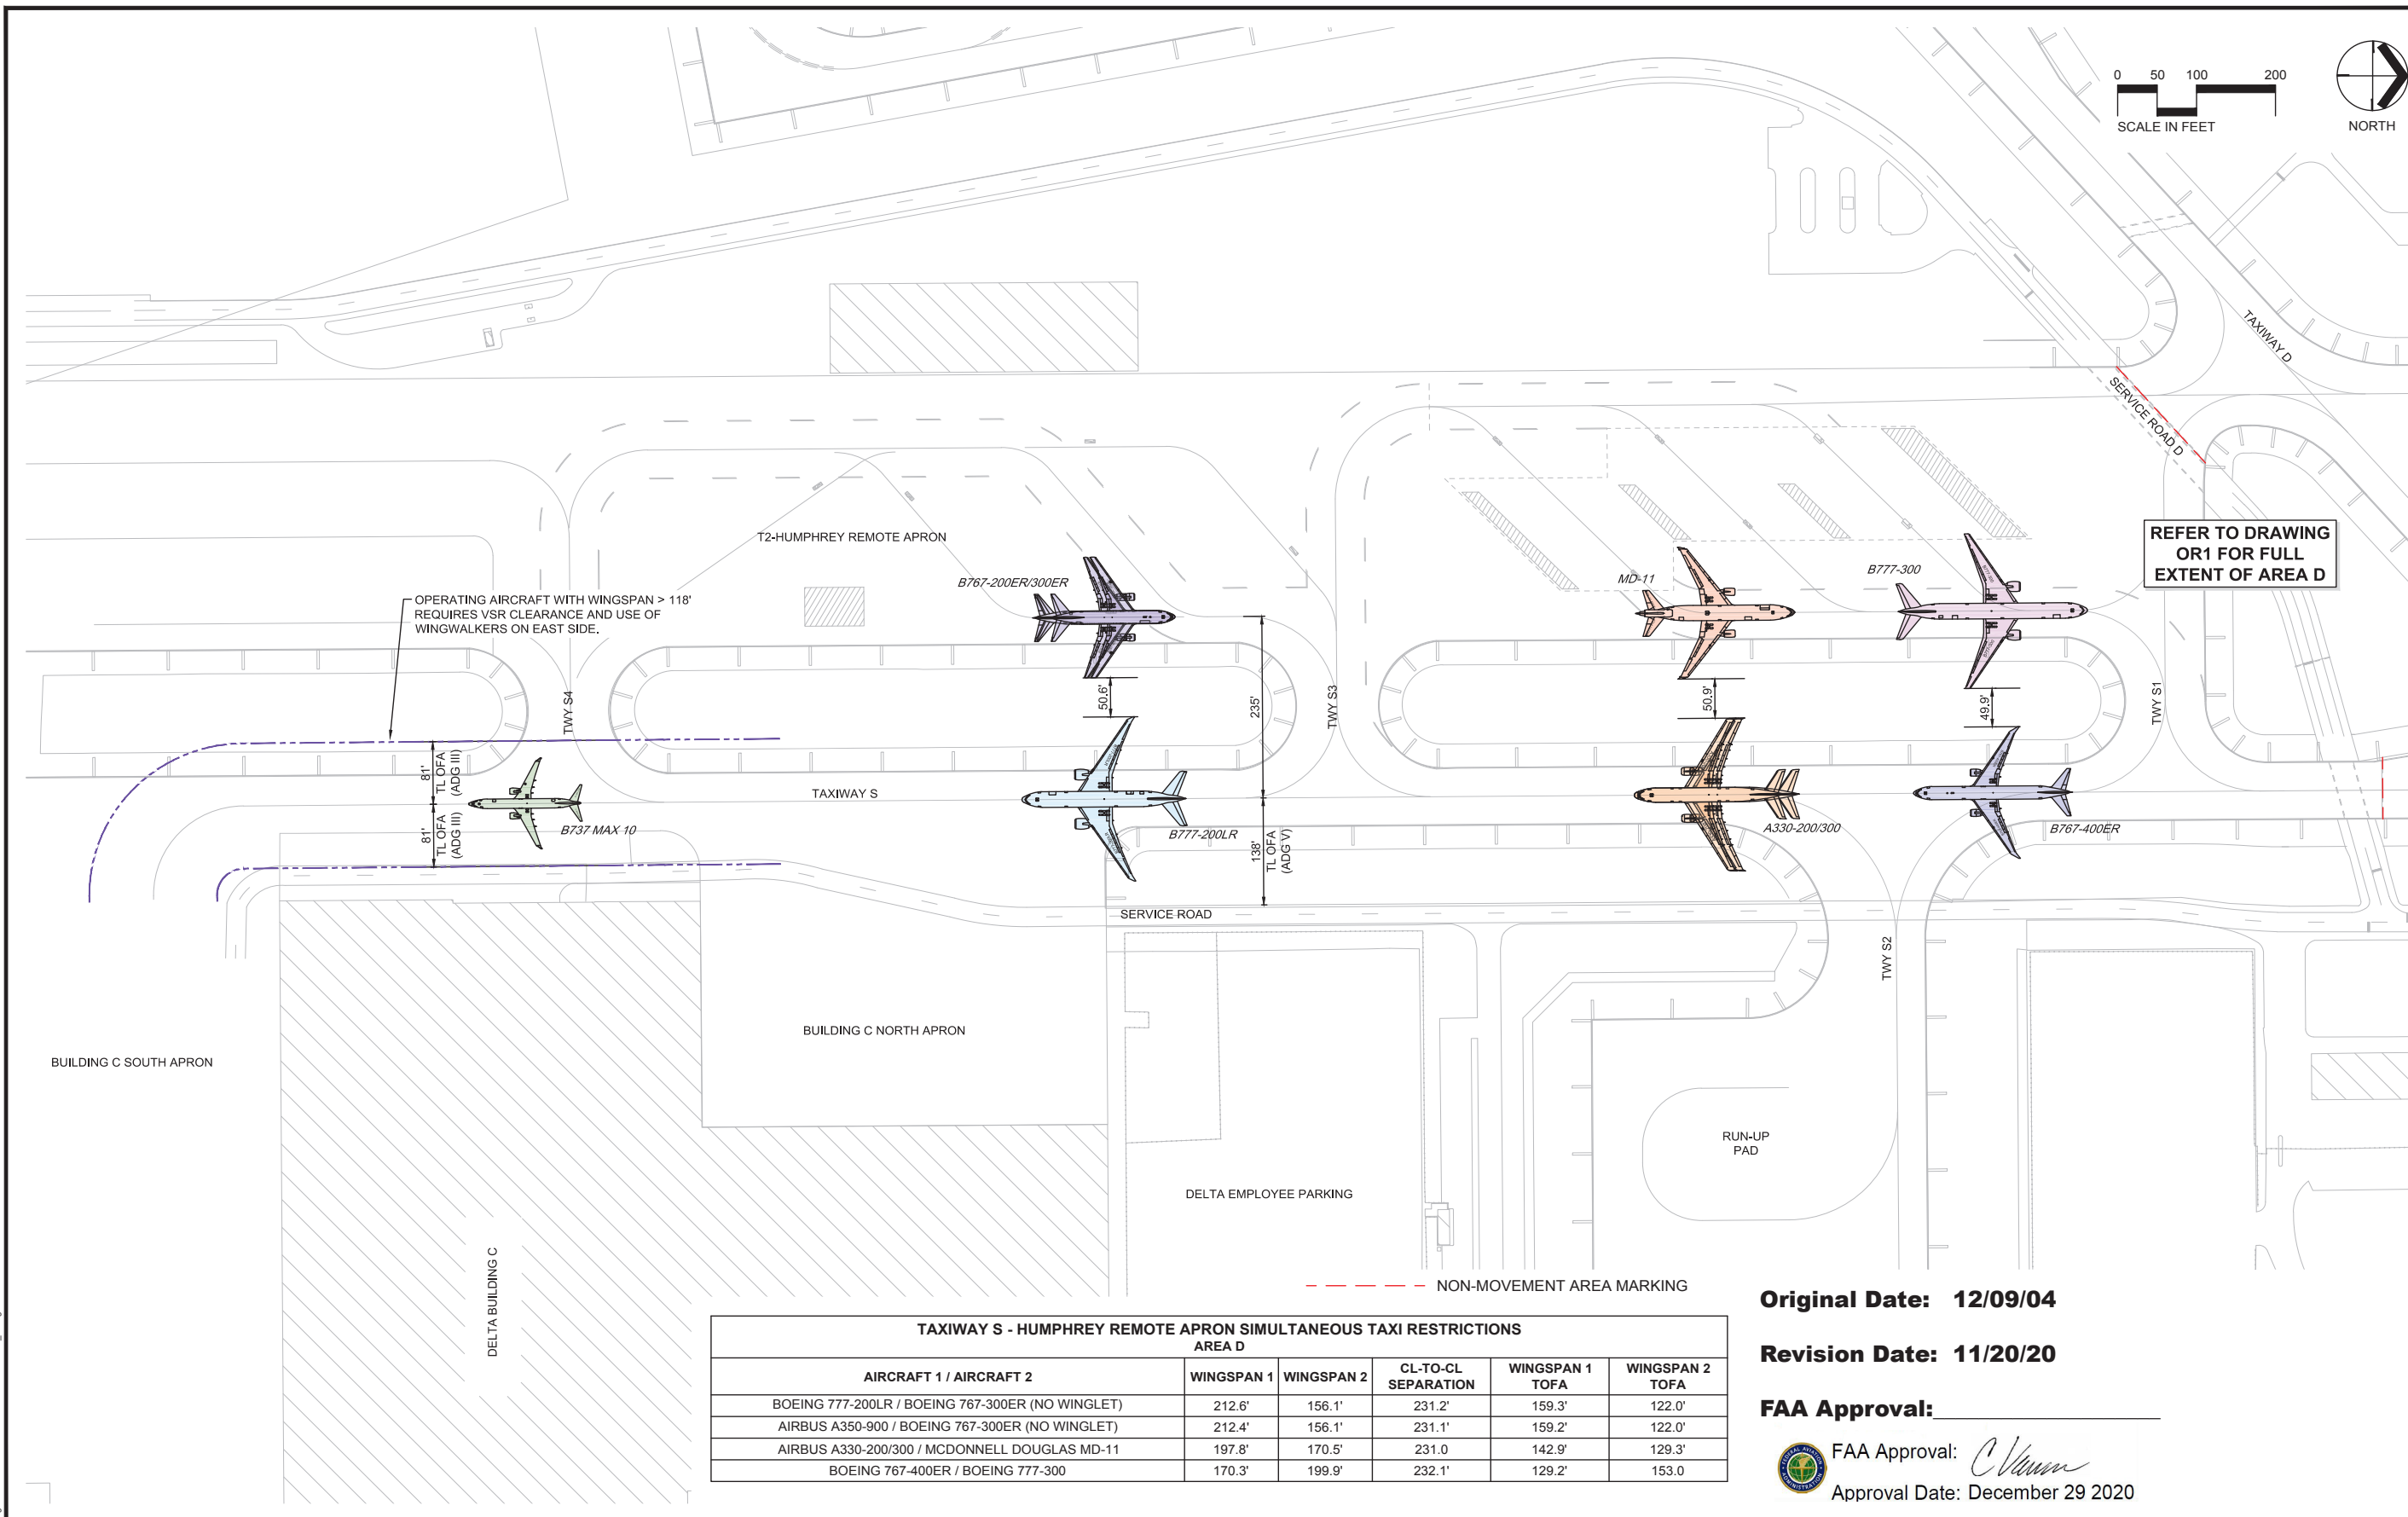 0 50 100 200
SCALE IN FEET
NORTH
TAXIWAY D
SERVICE ROAD D
REFER TO DRAWING
OR1 FOR FULL
EXTENT OF AREA D
T2-HUMPHREY REMOTE APRON
B767-200ER/300ER
MD-11
B777-300
OPERATING AIRCRAFT WITH WINGSPAN > 118'
REQUIRES VSR CLEARANCE AND USE OF
WINGWALKERS ON EAST SIDE.
TWY S4
50.6'
235'
TWY S3
50.9'
49.9'
TWY S1
81'
TL OFA
(ADG III)
TAXIWAY S
81'
TL OFA
(ADG III)
B737 MAX 10
B777-200LR
138'
TL OFA
(ADG V)
A330-200/300
B767-400ER
SERVICE ROAD
TWY S2
BUILDING C NORTH APRON
BUILDING C SOUTH APRON
RUN-UP
PAD
DELTA EMPLOYEE PARKING
DELTA BUILDING C
NON-MOVEMENT AREA MARKING
TAXIWAY S - HUMPHREY REMOTE APRON SIMULTANEOUS TAXI RESTRICTIONS
AREA D
AIRCRAFT 1 / AIRCRAFT 2 WINGSPAN 1 WINGSPAN 2 CL-TO-CL SEPARATION WINGSPAN 1 TOFA WINGSPAN 2 TOFA
BOEING 777-200LR / BOEING 767-300ER (NO WINGLET) 212.6' 156.1' 231.2' 159.3' 122.0'
AIRBUS A350-900 / BOEING 767-300ER (NO WINGLET) 212.4' 156.1' 231.1' 159.2' 122.0'
AIRBUS A330-200/300 / MCDONNELL DOUGLAS MD-11 197.8' 170.5' 231.0 142.9' 129.3'
BOEING 767-400ER / BOEING 777-300 170.3' 199.9' 232.1' 129.2' 153.0
Original Date: 12/09/04
Revision Date: 11/20/20
FAA Approval:
FAA Approval:
Approval Date: December 29 2020